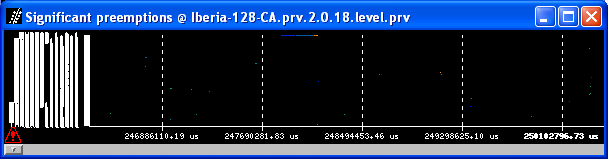 Significant preemptions @ Iberia-128-CA.prv.2.0.18.level.prv
246886110.19 us 247690281.83 us 248494453.46 us 249298625.10 us 250102796.73 us